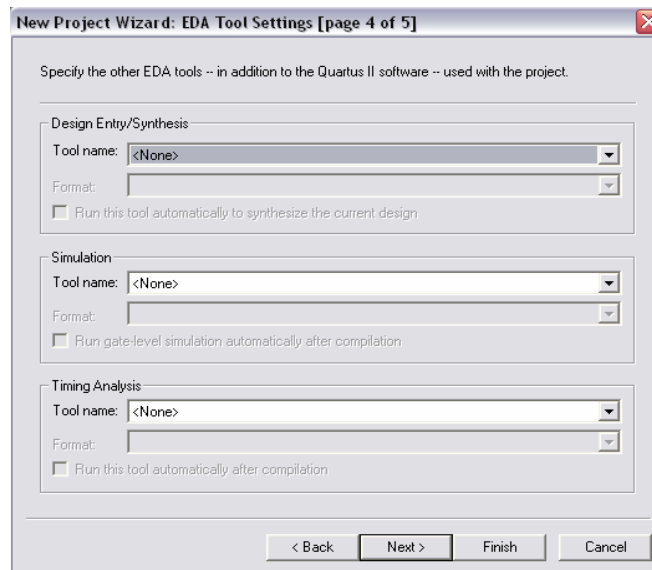 New Project Wizard: EDA Tool Settings [page 4 of 5]
Specify the other EDA tools -- in addition to the Quartus II software -- used with the project.
Design Entry/Synthesis
Tool name: <None>
Format:
Run this tool automatically to synthesize the current design
Simulation
Tool name: <None>
Format:
Run gate-level simulation automatically after compilation
Timing Analysis
Tool name: <None>
Format:
Run this tool automatically after compilation
< Back Next > Finish Cancel